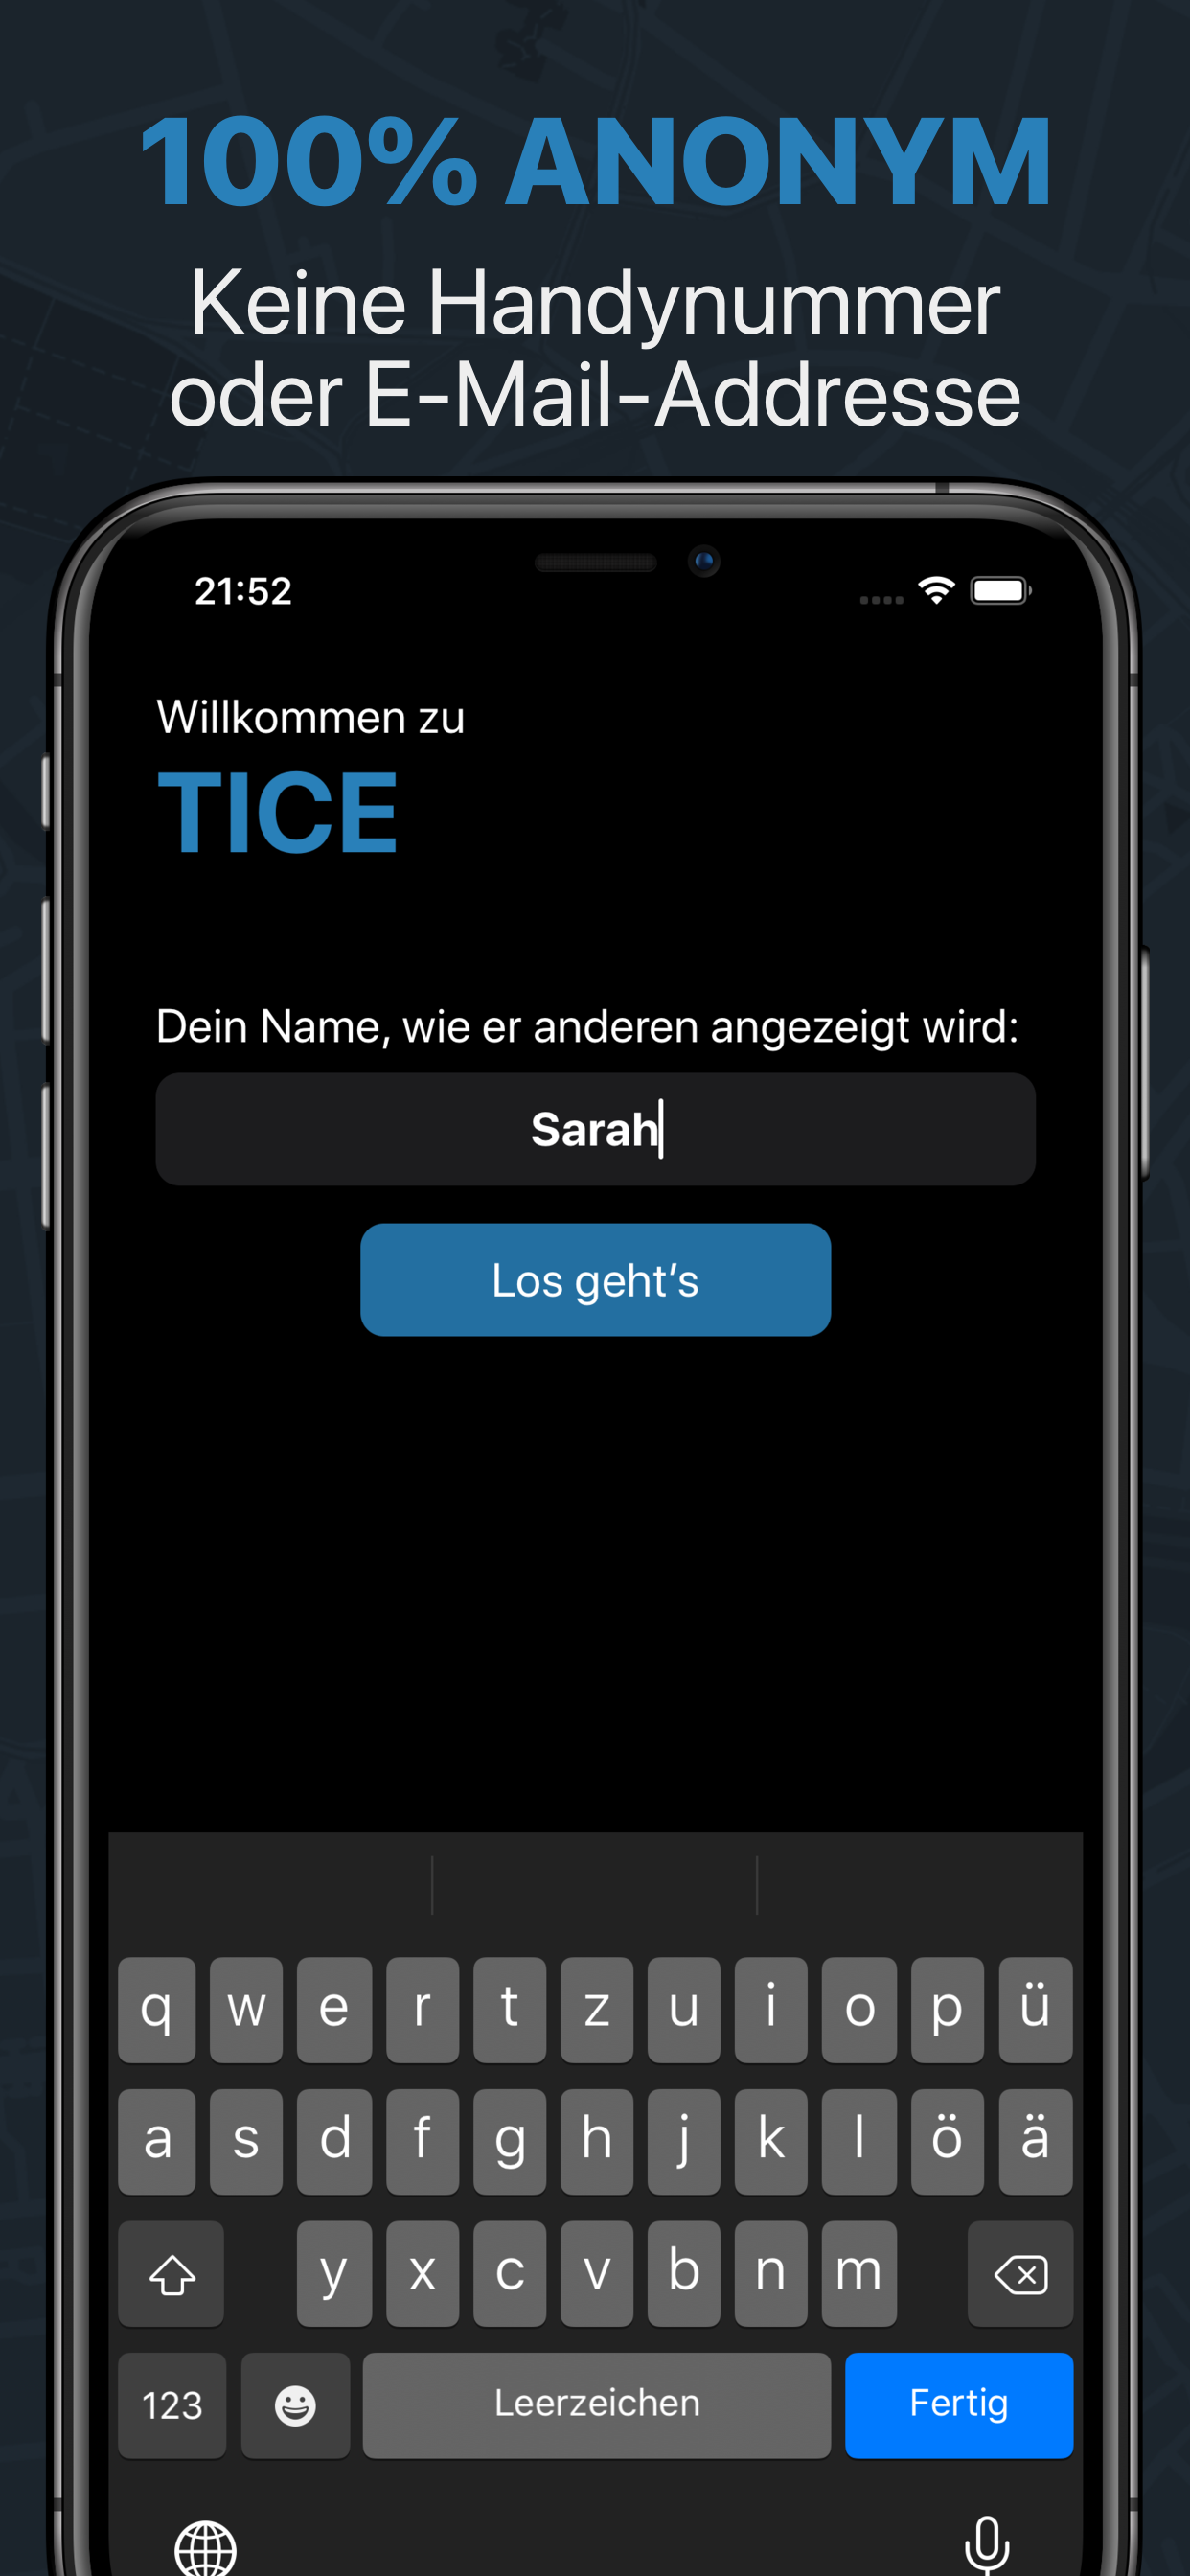 100% ANONYM
Keine Handynummer
oder E-Mail-Addresse
21:52
Willkommen zu
TICE
Dein Name, wie er anderen angezeigt wird:
Sarah
Los geht’s
q w e r t z u i o p ü
a s d f g h j k l ö ä
y x c v b n m
123 Leerzeichen Fertig